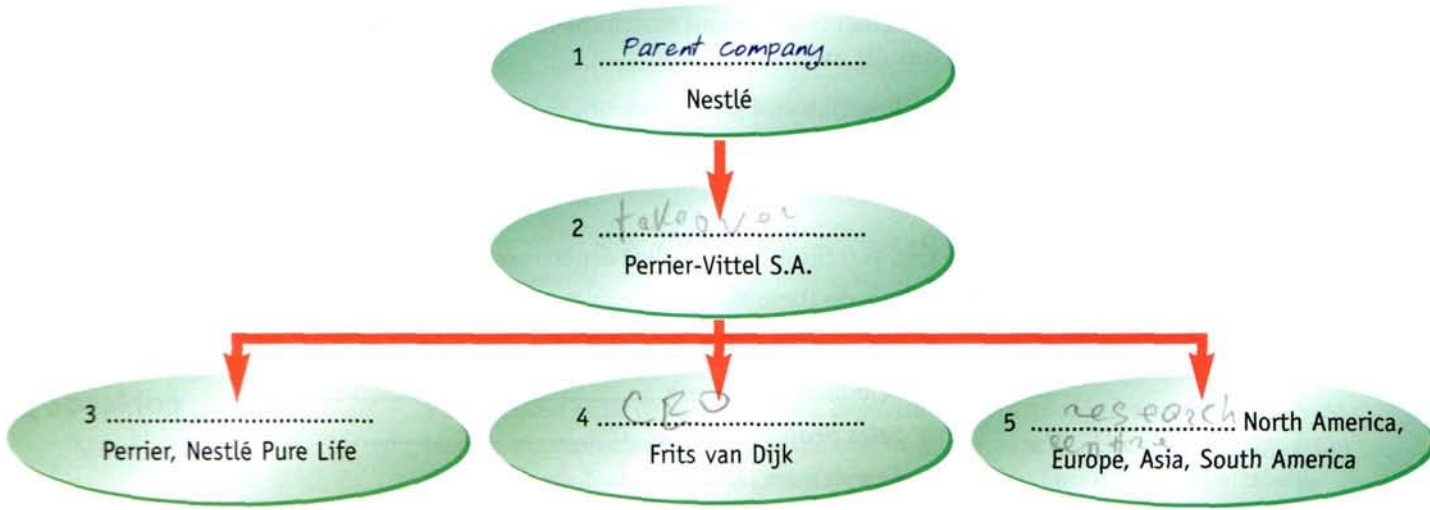 1 Parent company
Nestlé
2 takeover
Perrier-Vittel S.A.
3
Perrier, Nestlé Pure Life
4 CEO
Frits van Dijk
5 research North America,
sentre Europe, Asia, South America